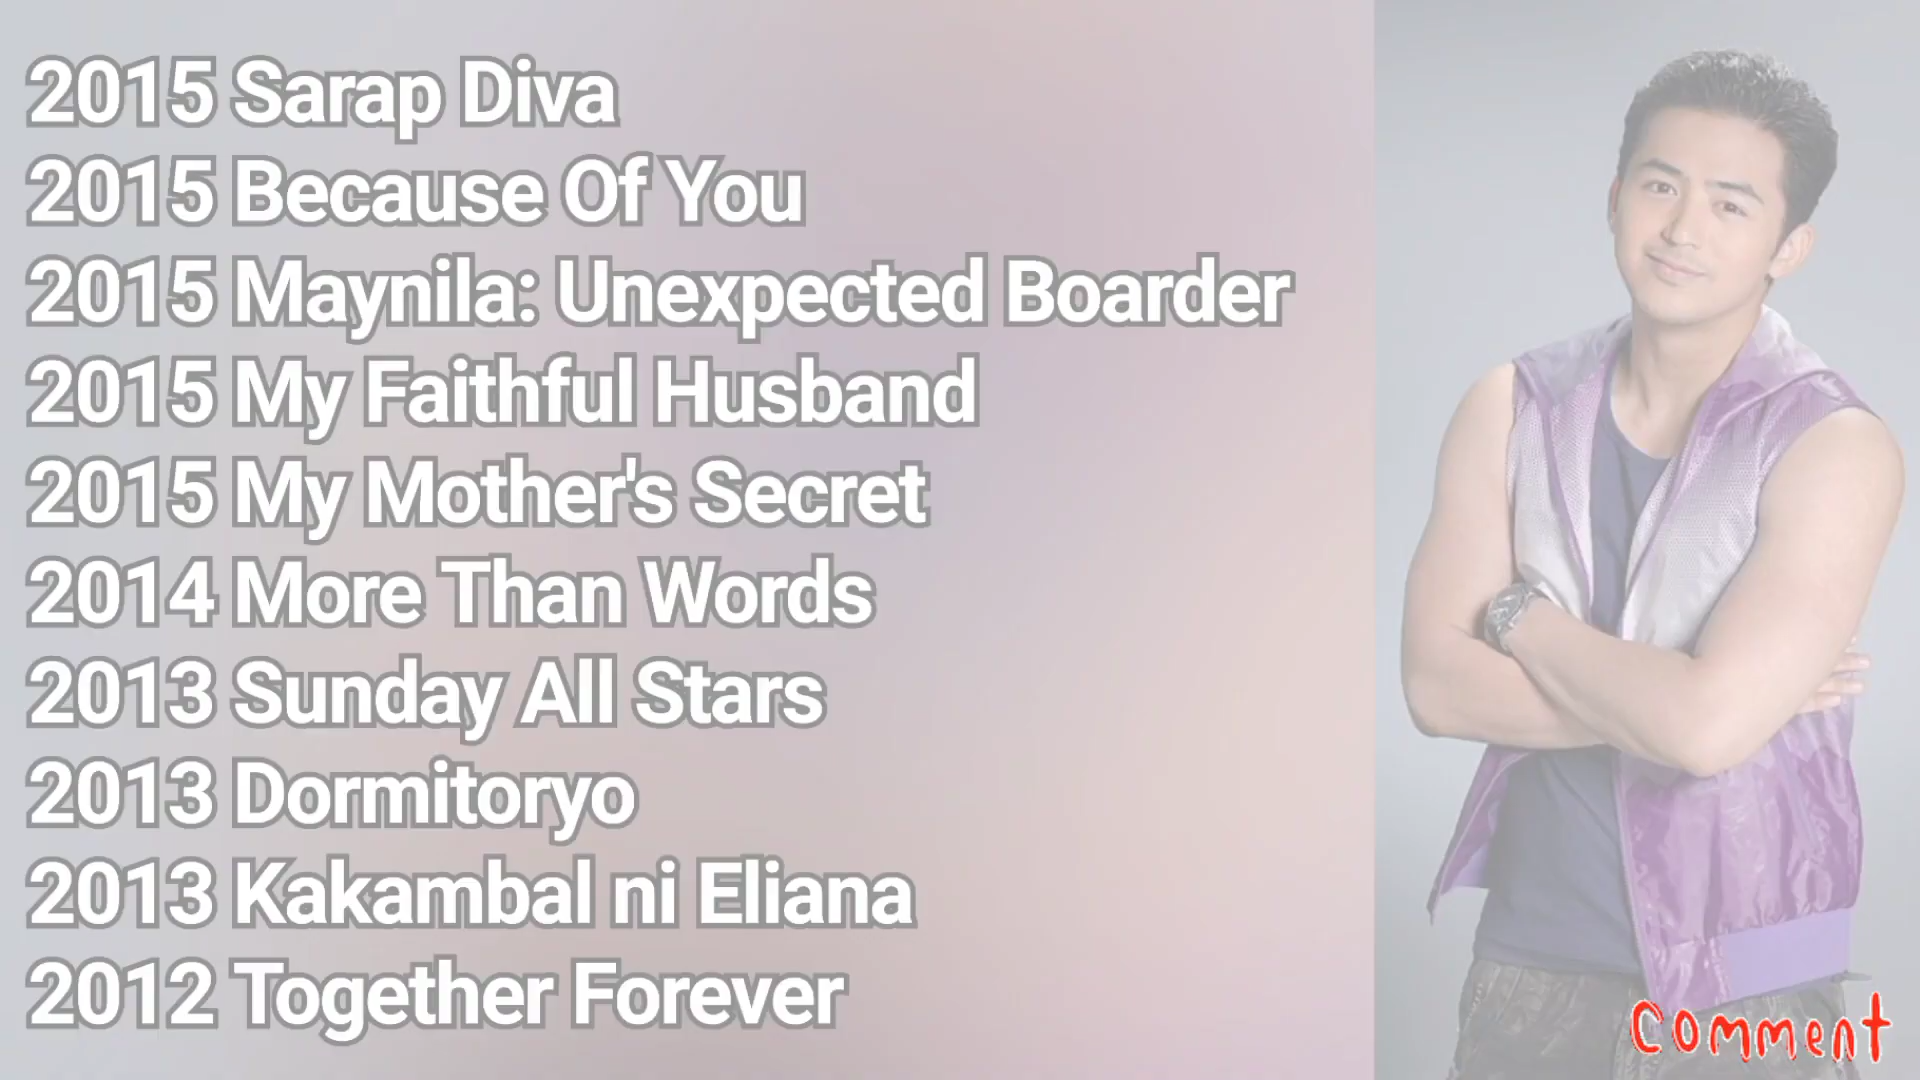 2015 Sarap Diva
2015 Because Of You
2015 Maynila: Unexpected Boarder
2015 My Faithful Husband
2015 My Mother's Secret
2014 More Than Words
2013 Sunday All Stars
2013 Dormitoryo
2013 Kakambal ni Eliana
2012 Together Forever
comment